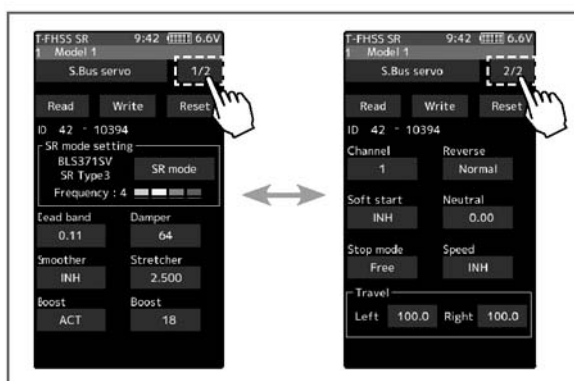 T-FHSS SR 9:42 6.6V
1 Model 1
S.Bus servo 1/2
Read Write Reset
ID 42 - 10394
SR mode setting
BLS371SV
SR Type3
SR mode
Frequency : 4
Dead band Damper
0.11 64
Smoother Stretcher
INH 2.500
Boost Boost
ACT 18
T-FHSS SR 9:42 6.6V
1 Model 1
S.Bus servo 2/2
Read Write Reset
ID 42 - 10394
Channel Reverse
1 Normal
Soft start Neutral
INH 0.00
Stop mode Speed
Free INH
Travel
Left 100.0 Right 100.0